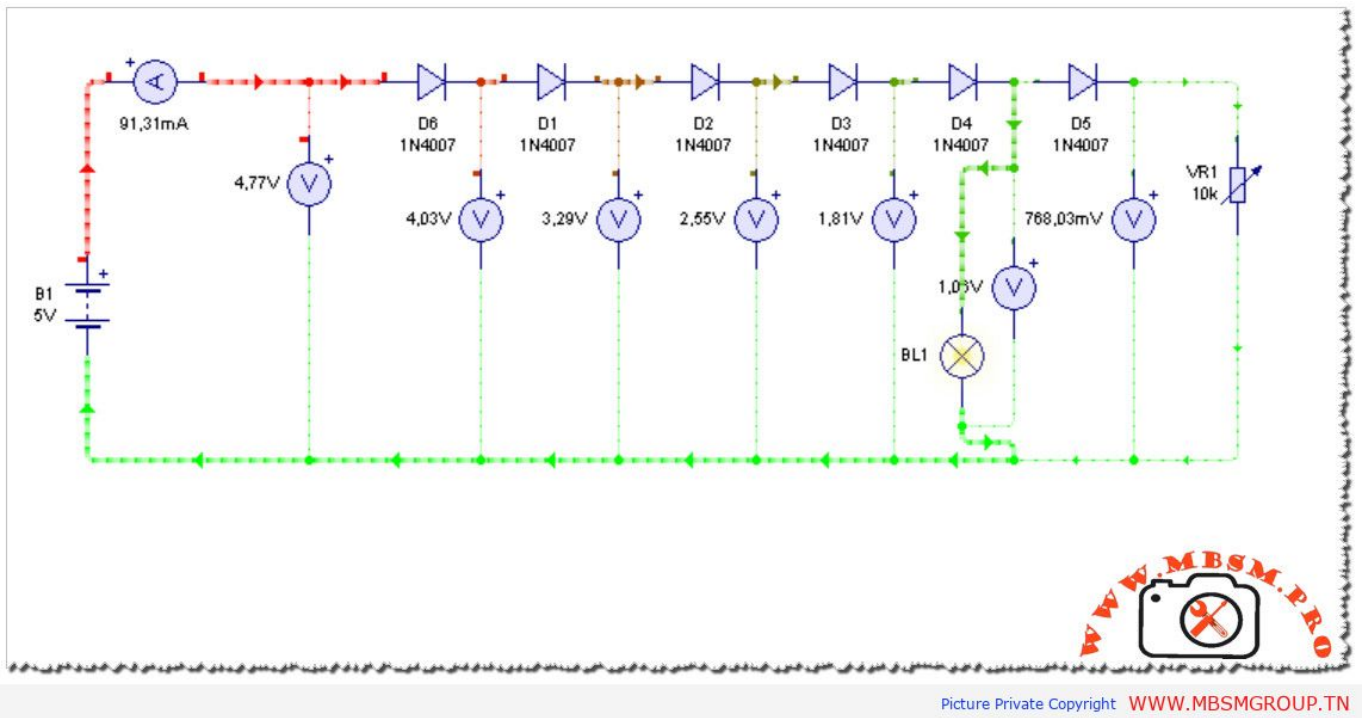 A
91,31mA
D6
1N4007
D1
1N4007
D2
1N4007
D3
1N4007
D4
1N4007
D5
1N4007
VR1
10k
4,77V
V
4,03V
V
3,29V
V
2,55V
V
1,81V
V
768,03mV
V
V
B1
5V
BL1
WWW.MBSM.PRO
Picture Private Copyright
WWW.MBSMGROUP.TN